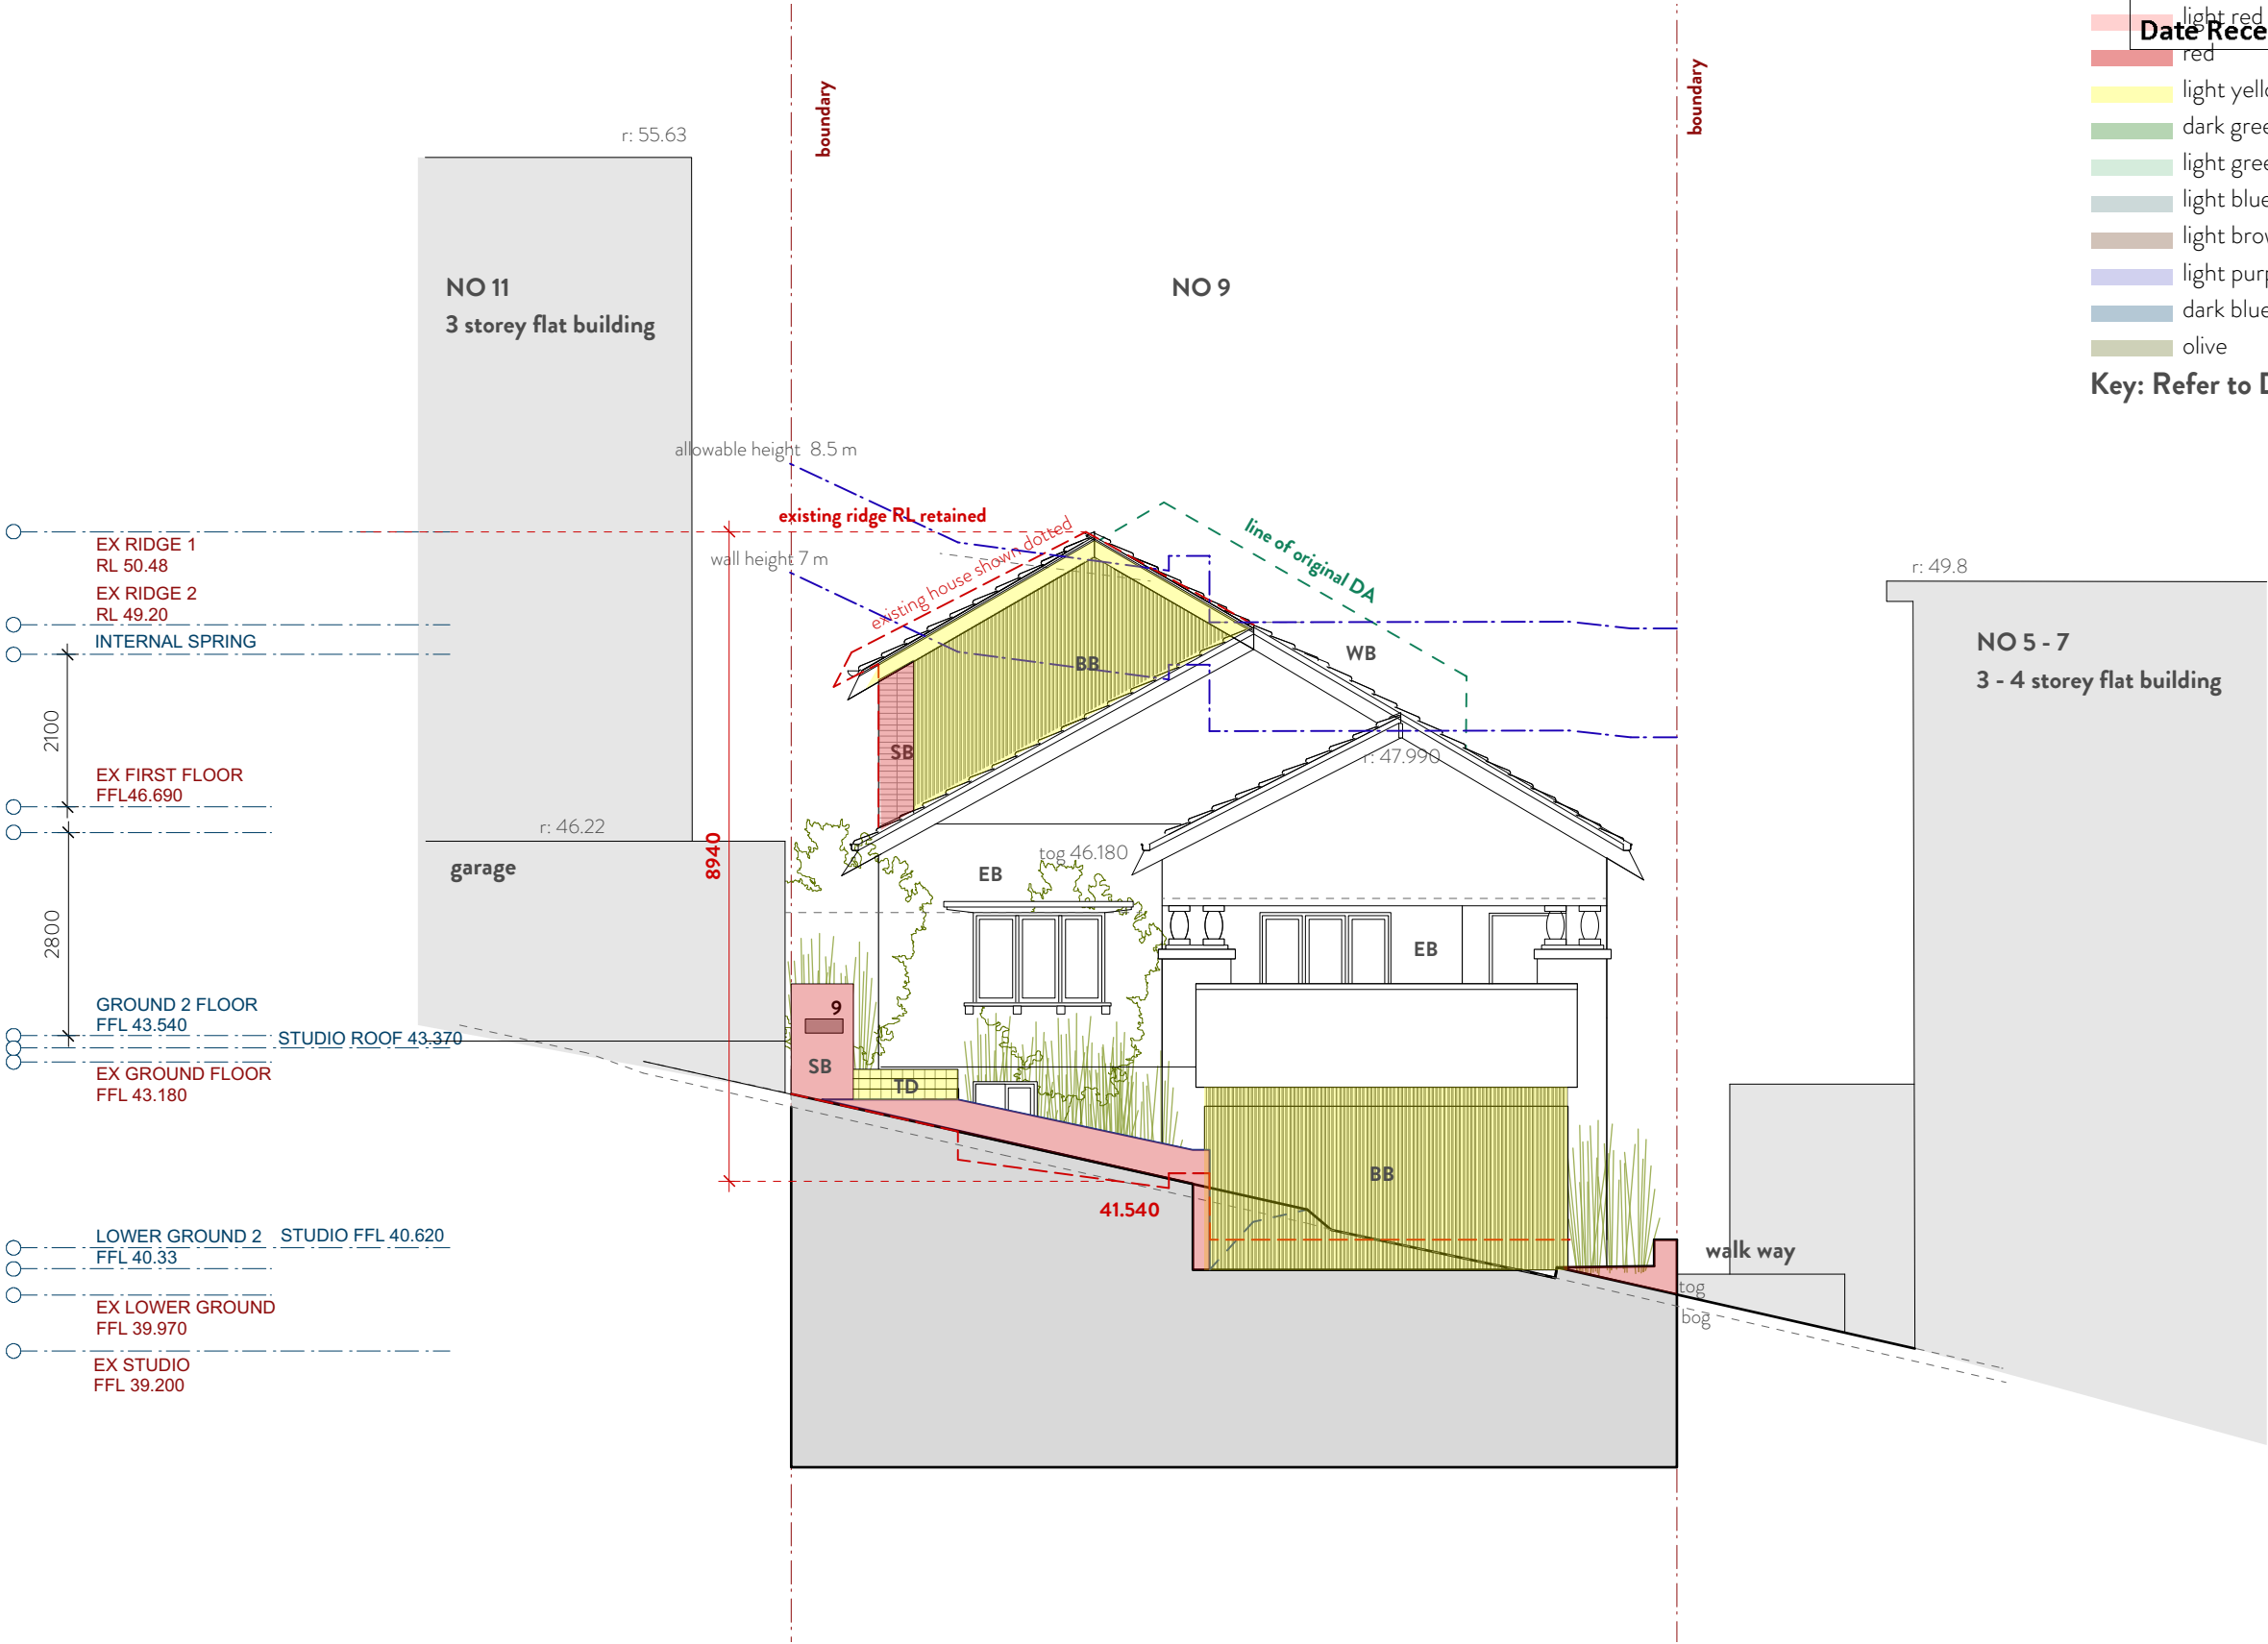 light red
Date Rece
red
light yell
dark gree
light gree
light blue
light brow
light purp
dark blue
olive
Key: Refer to D
boundary
boundary
r: 55.63
NO 11
3 storey flat building
NO 9
allowable height 8.5 m
existing ridge RL retained
existing house shown dotted
wall height 7 m
line of original DA
EX RIDGE 1
RL 50.48
EX RIDGE 2
RL 49.20
INTERNAL SPRING
r: 49.8
NO 5 - 7
3 - 4 storey flat building
WB
BB
SB
2100
r: 47.990
EX FIRST FLOOR
FFL46.690
r: 46.22
garage
8940
tog 46.180
EB
EB
2800
GROUND 2 FLOOR
FFL 43.540
STUDIO ROOF 43.370
EX GROUND FLOOR
FFL 43.180
9
SB
TD
BB
41.540
LOWER GROUND 2
STUDIO FFL 40.620
FFL 40.33
walk way
tog
bog
EX LOWER GROUND
FFL 39.970
EX STUDIO
FFL 39.200